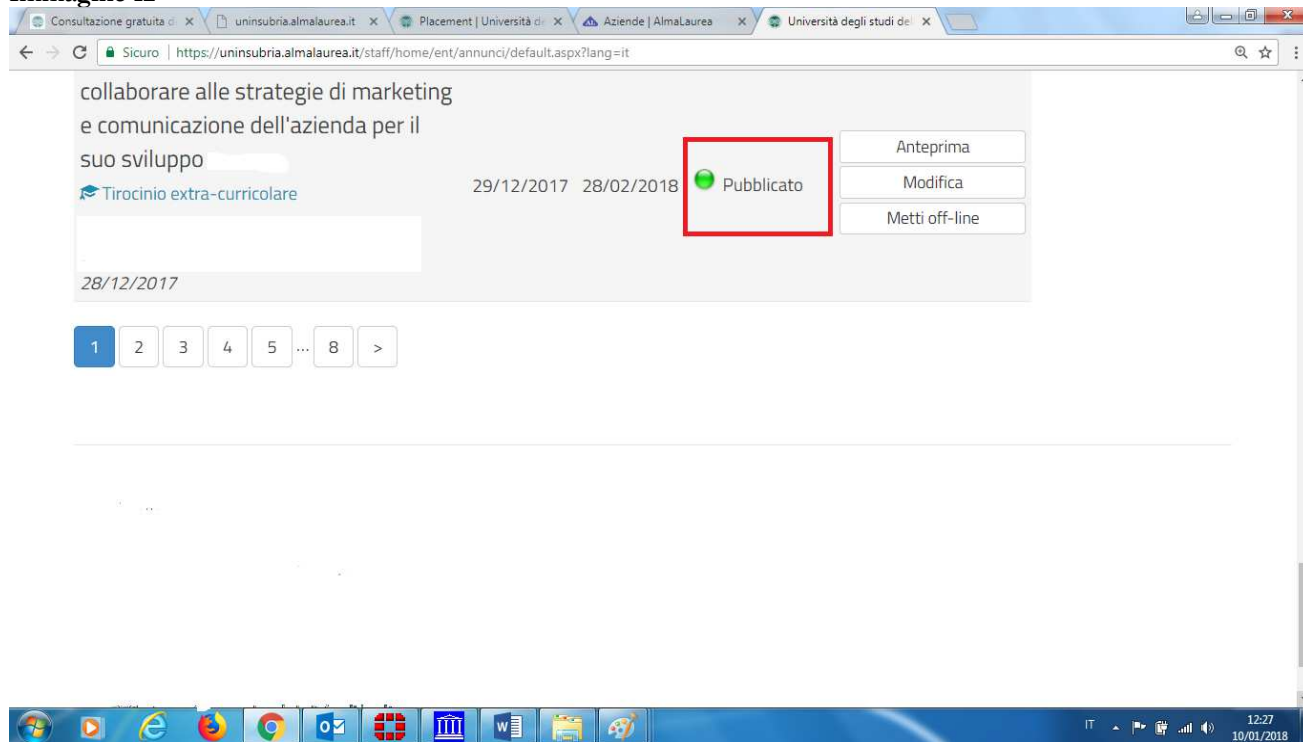 Consultazione gratuita d
uninsubria.almalaurea.it
Placement | Università de
Aziende | AlmaLaurea
Università degli studi del
Sicuro | https://uninsubria.almalaurea.it/staff/home/ent/annunci/default.aspx?lang=it
collaborare alle strategie di marketing
e comunicazione dell'azienda per il
suo sviluppo
Tirocinio extra-curricolare
29/12/2017 28/02/2018 Pubblicato
Anteprima
Modifica
Metti off-line
28/12/2017
1 2 3 4 5 ... 8 >
IT
12:27
10/01/2018